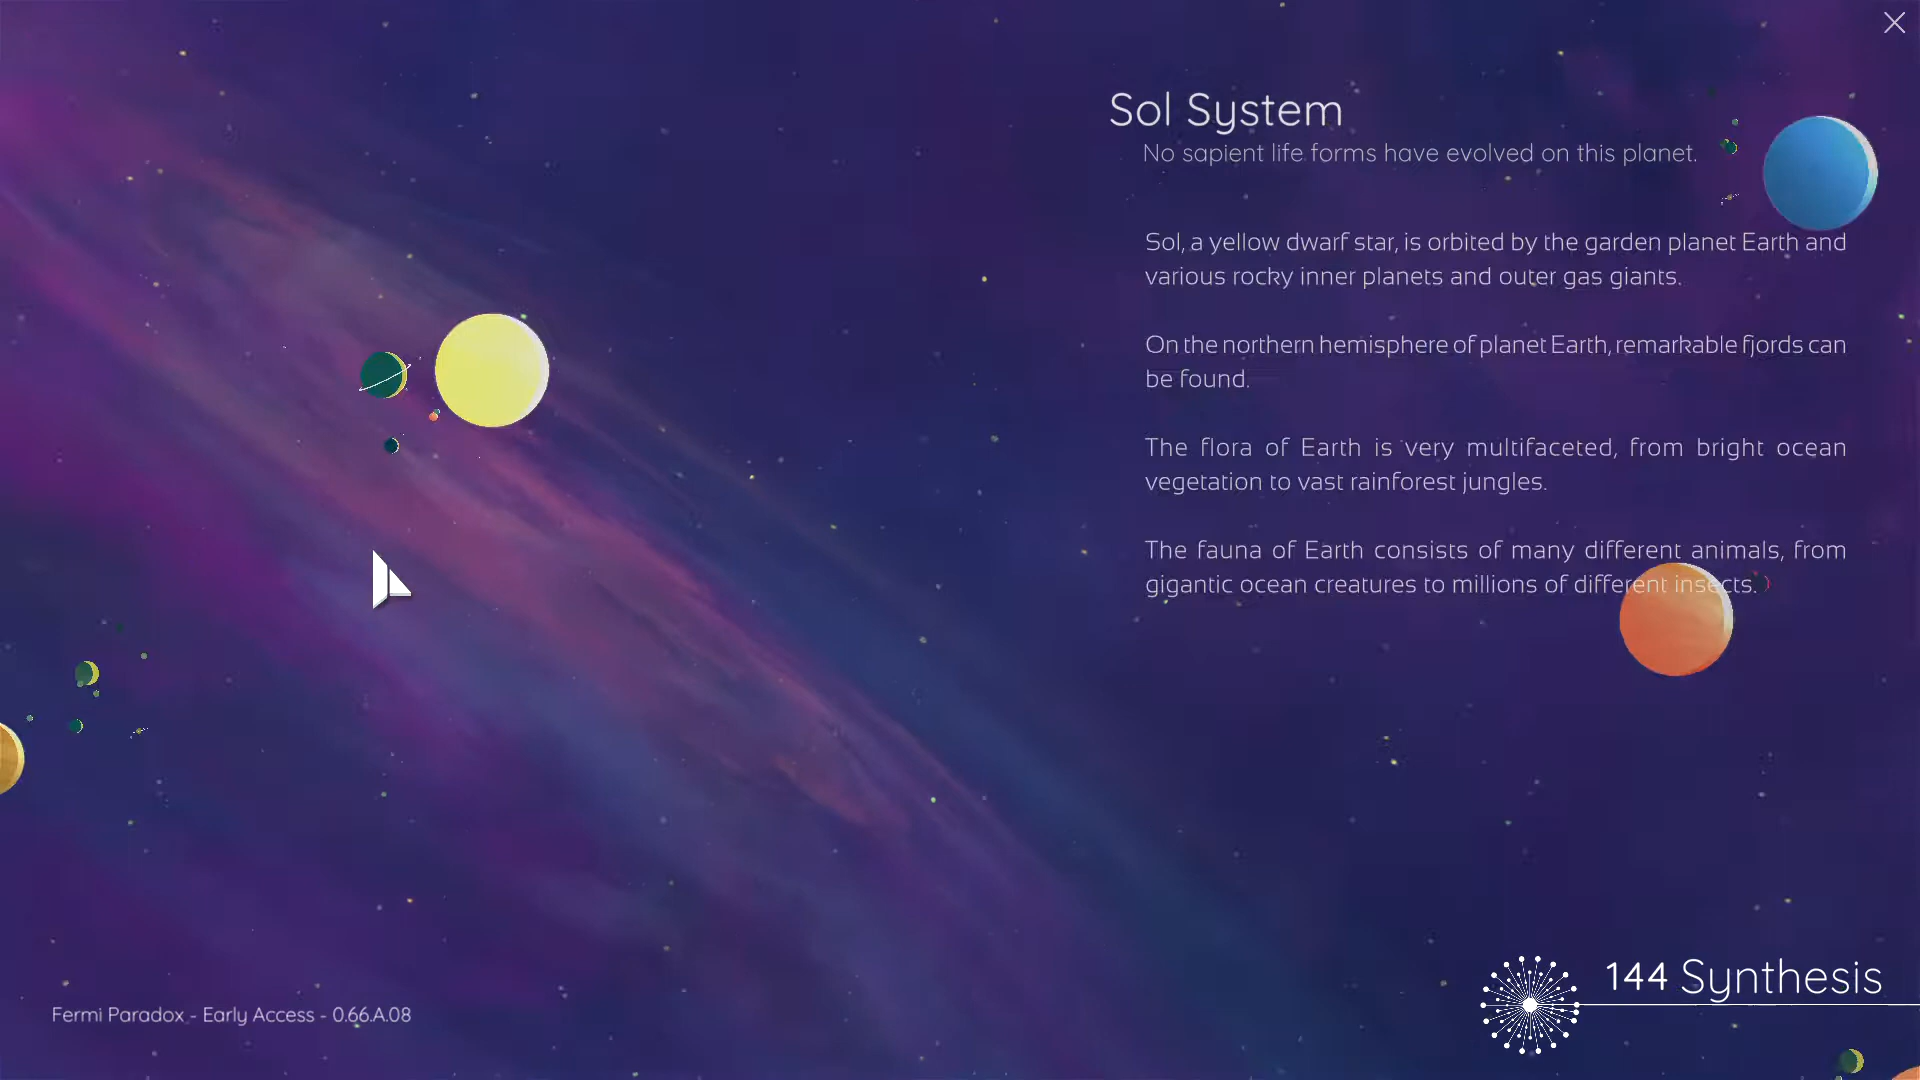 Sol System
No sapient life forms have evolved on this planet.
Sol, a yellow dwarf star, is orbited by the garden planet Earth and
various rocky inner planets and outer gas giants.
On the northern hemisphere of planet Earth, remarkable fjords can
be found.
The flora of Earth is very multifaceted, from bright ocean
vegetation to vast rainforest jungles.
The fauna of Earth consists of many different animals, from
gigantic ocean creatures to millions of different insects.
144 Synthesis
Fermi Paradox - Early Access - 0.66.A.08